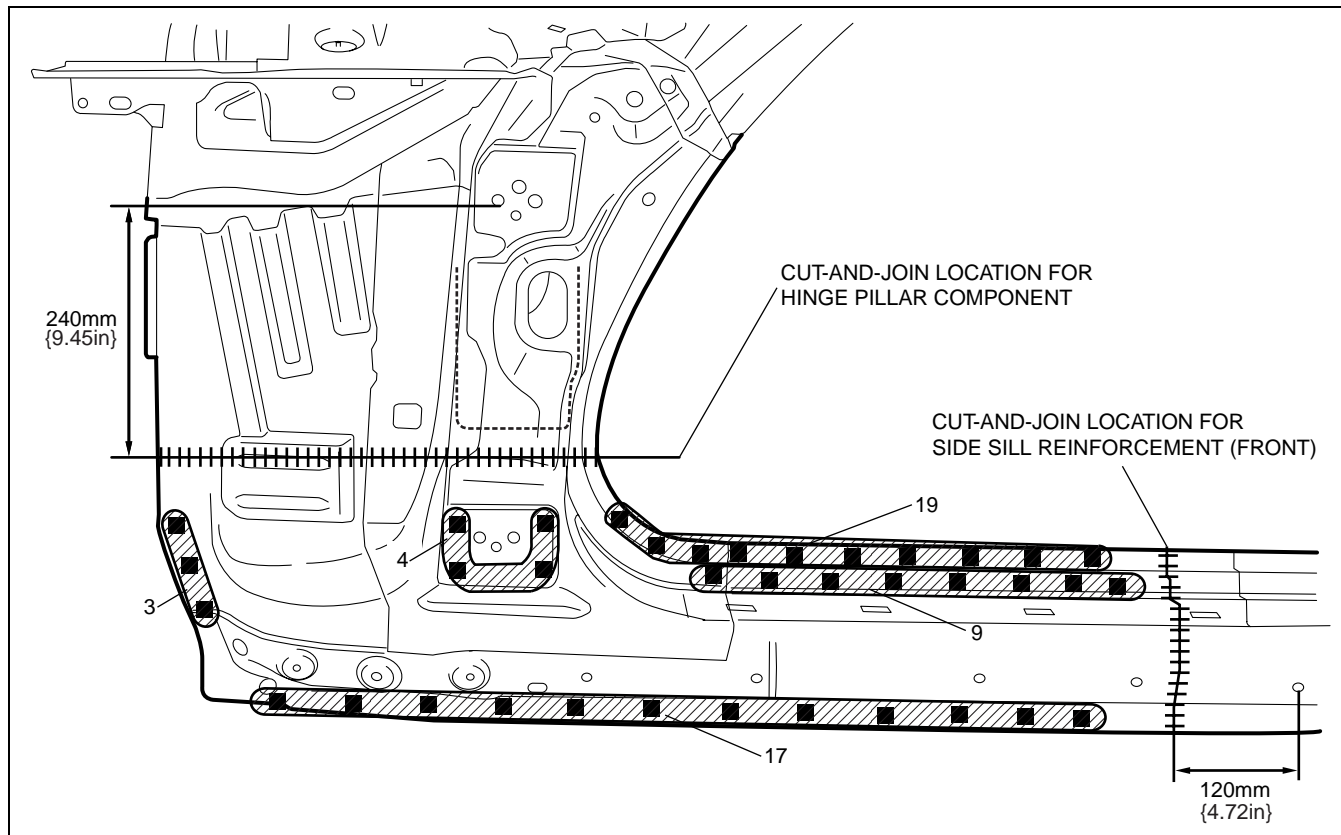 CUT-AND-JOIN LOCATION FOR
HINGE PILLAR COMPONENT
240mm
{9.45in}
CUT-AND-JOIN LOCATION FOR
SIDE SILL REINFORCEMENT (FRONT)
19
4
3
9
17
120mm
{4.72in}